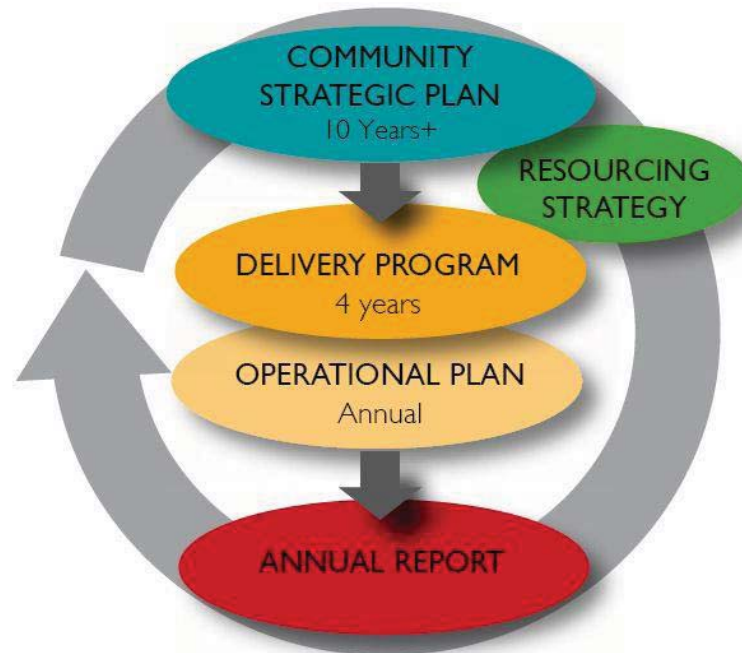 COMMUNITY
STRATEGIC PLAN
10 Years+
RESOURCING
STRATEGY
DELIVERY PROGRAM
4 years
OPERATIONAL PLAN
Annual
ANNUAL REPORT